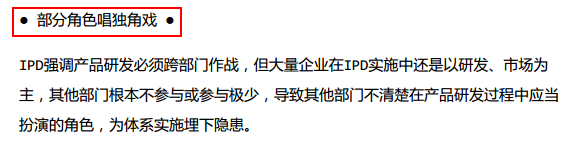 ● 部分角色唱独角戏 ●
IPD强调产品研发必须跨部门作战，但大量企业在IPD实施中还是以研发、市场为
主，其他部门根本不参与或参与极少，导致其他部门不清楚在产品研发过程中应当
扮演的角色，为体系实施埋下隐患。